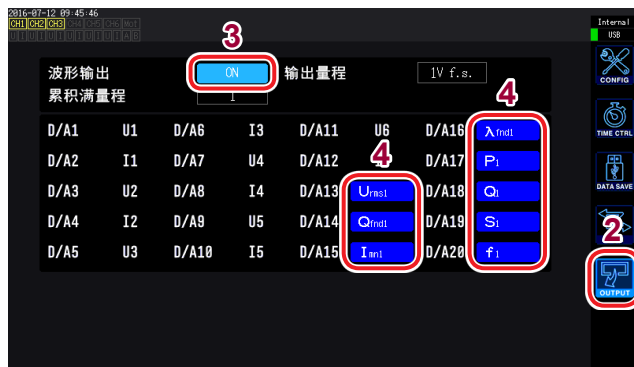 2016-07-12 09:45:46
Internal
CH1 CH2 CH3 CH4 CH5 CH6 Mot
U I U I U I U I U I U I A B
USB
3
波形输出 ON 输出量程 1V f.s.
CONFIG
累积满量程 1
4
D/A1 U1 D/A6 I3 D/A11 U6 D/A16 λfnd1
TIME CTRL
4
D/A2 I1 D/A7 U4 D/A12 D/A17 P1
D/A3 U2 D/A8 I4 D/A13 Urms1 D/A18 Q1
DATA SAVE
D/A4 I2 D/A9 U5 D/A14 Qfnd1 D/A19 S1
2
D/A5 U3 D/A10 I5 D/A15 Imn1 D/A20 f1
OUTPUT